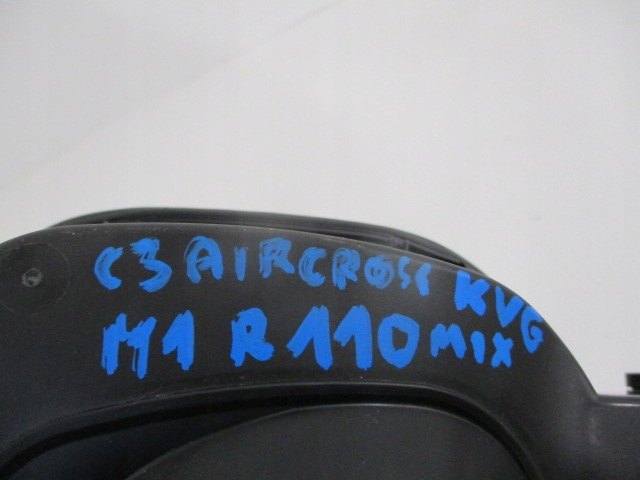 C3 AIRCROSS KVG
M1 R110 MIX